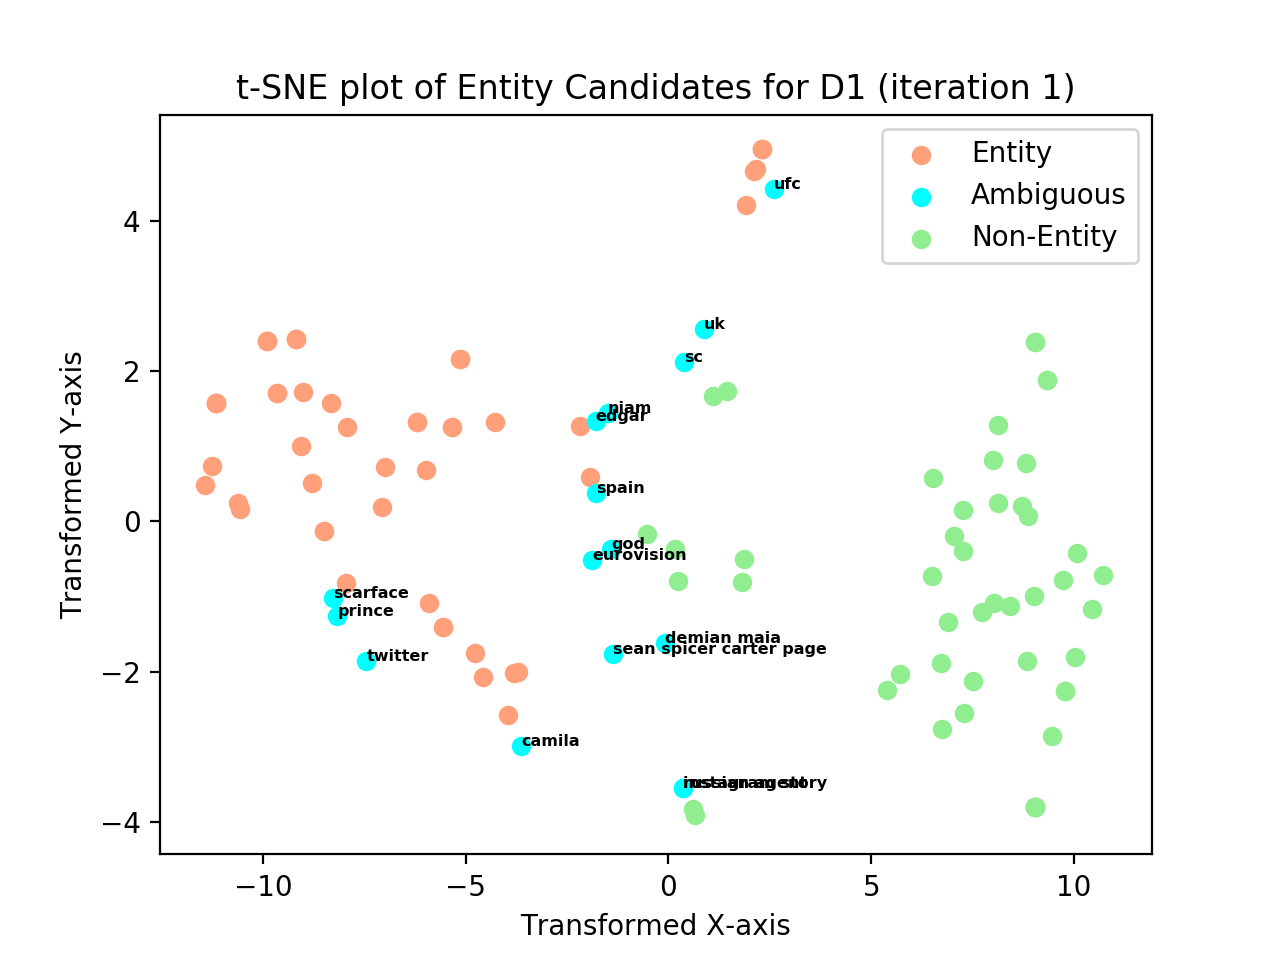 t-SNE plot of Entity Candidates for D1 (iteration 1)
Entity
Ambiguous
Non-Entity
ufc
uk
sc
edgar
spain
god
eurovision
scarface
prince
demian maia
sean spicer carter page
twitter
camila
4
2
0
−2
−4
Transformed Y-axis
−10
−5
0
5
10
Transformed X-axis